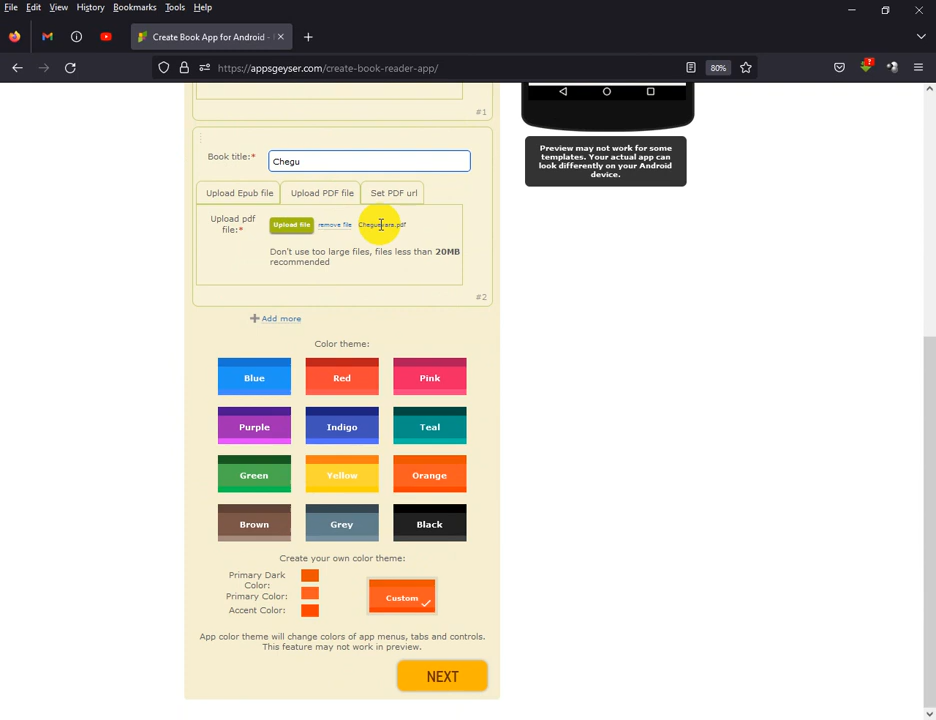 File Edit View History Bookmarks Tools Help
Create Book App for Android -
https://appsgeyser.com/create-book-reader-app/
80%
#1
Book title:*
Chegu
Upload Epub file
Upload PDF file
Set PDF url
Upload pdf
file:*
Upload file
remove file
Don't use too large files, files less than 20MB
recommended
#2
Add more
Color theme:
Blue
Red
Pink
Purple
Indigo
Teal
Green
Yellow
Orange
Brown
Grey
Black
Create your own color theme:
Primary Dark
Color:
Primary Color:
Accent Color:
Custom
App color theme will change colors of app menus, tabs and controls.
This feature may not work in preview.
NEXT
Preview may not work for some
templates. Your actual app can
look differently on your Android
device.